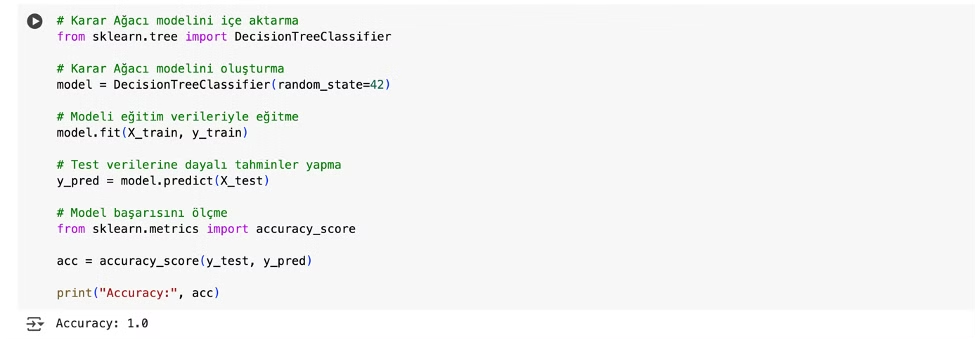 # Karar Ağacı modelini içe aktarma
from sklearn.tree import DecisionTreeClassifier
# Karar Ağacı modelini oluşturma
model = DecisionTreeClassifier(random_state=42)
# Modeli eğitim verileriyle eğitme
model.fit(X_train, y_train)
# Test verilerine dayalı tahminler yapma
y_pred = model.predict(X_test)
# Model başarısını ölçme
from sklearn.metrics import accuracy_score
acc = accuracy_score(y_test, y_pred)
print("Accuracy:", acc)
Accuracy: 1.0